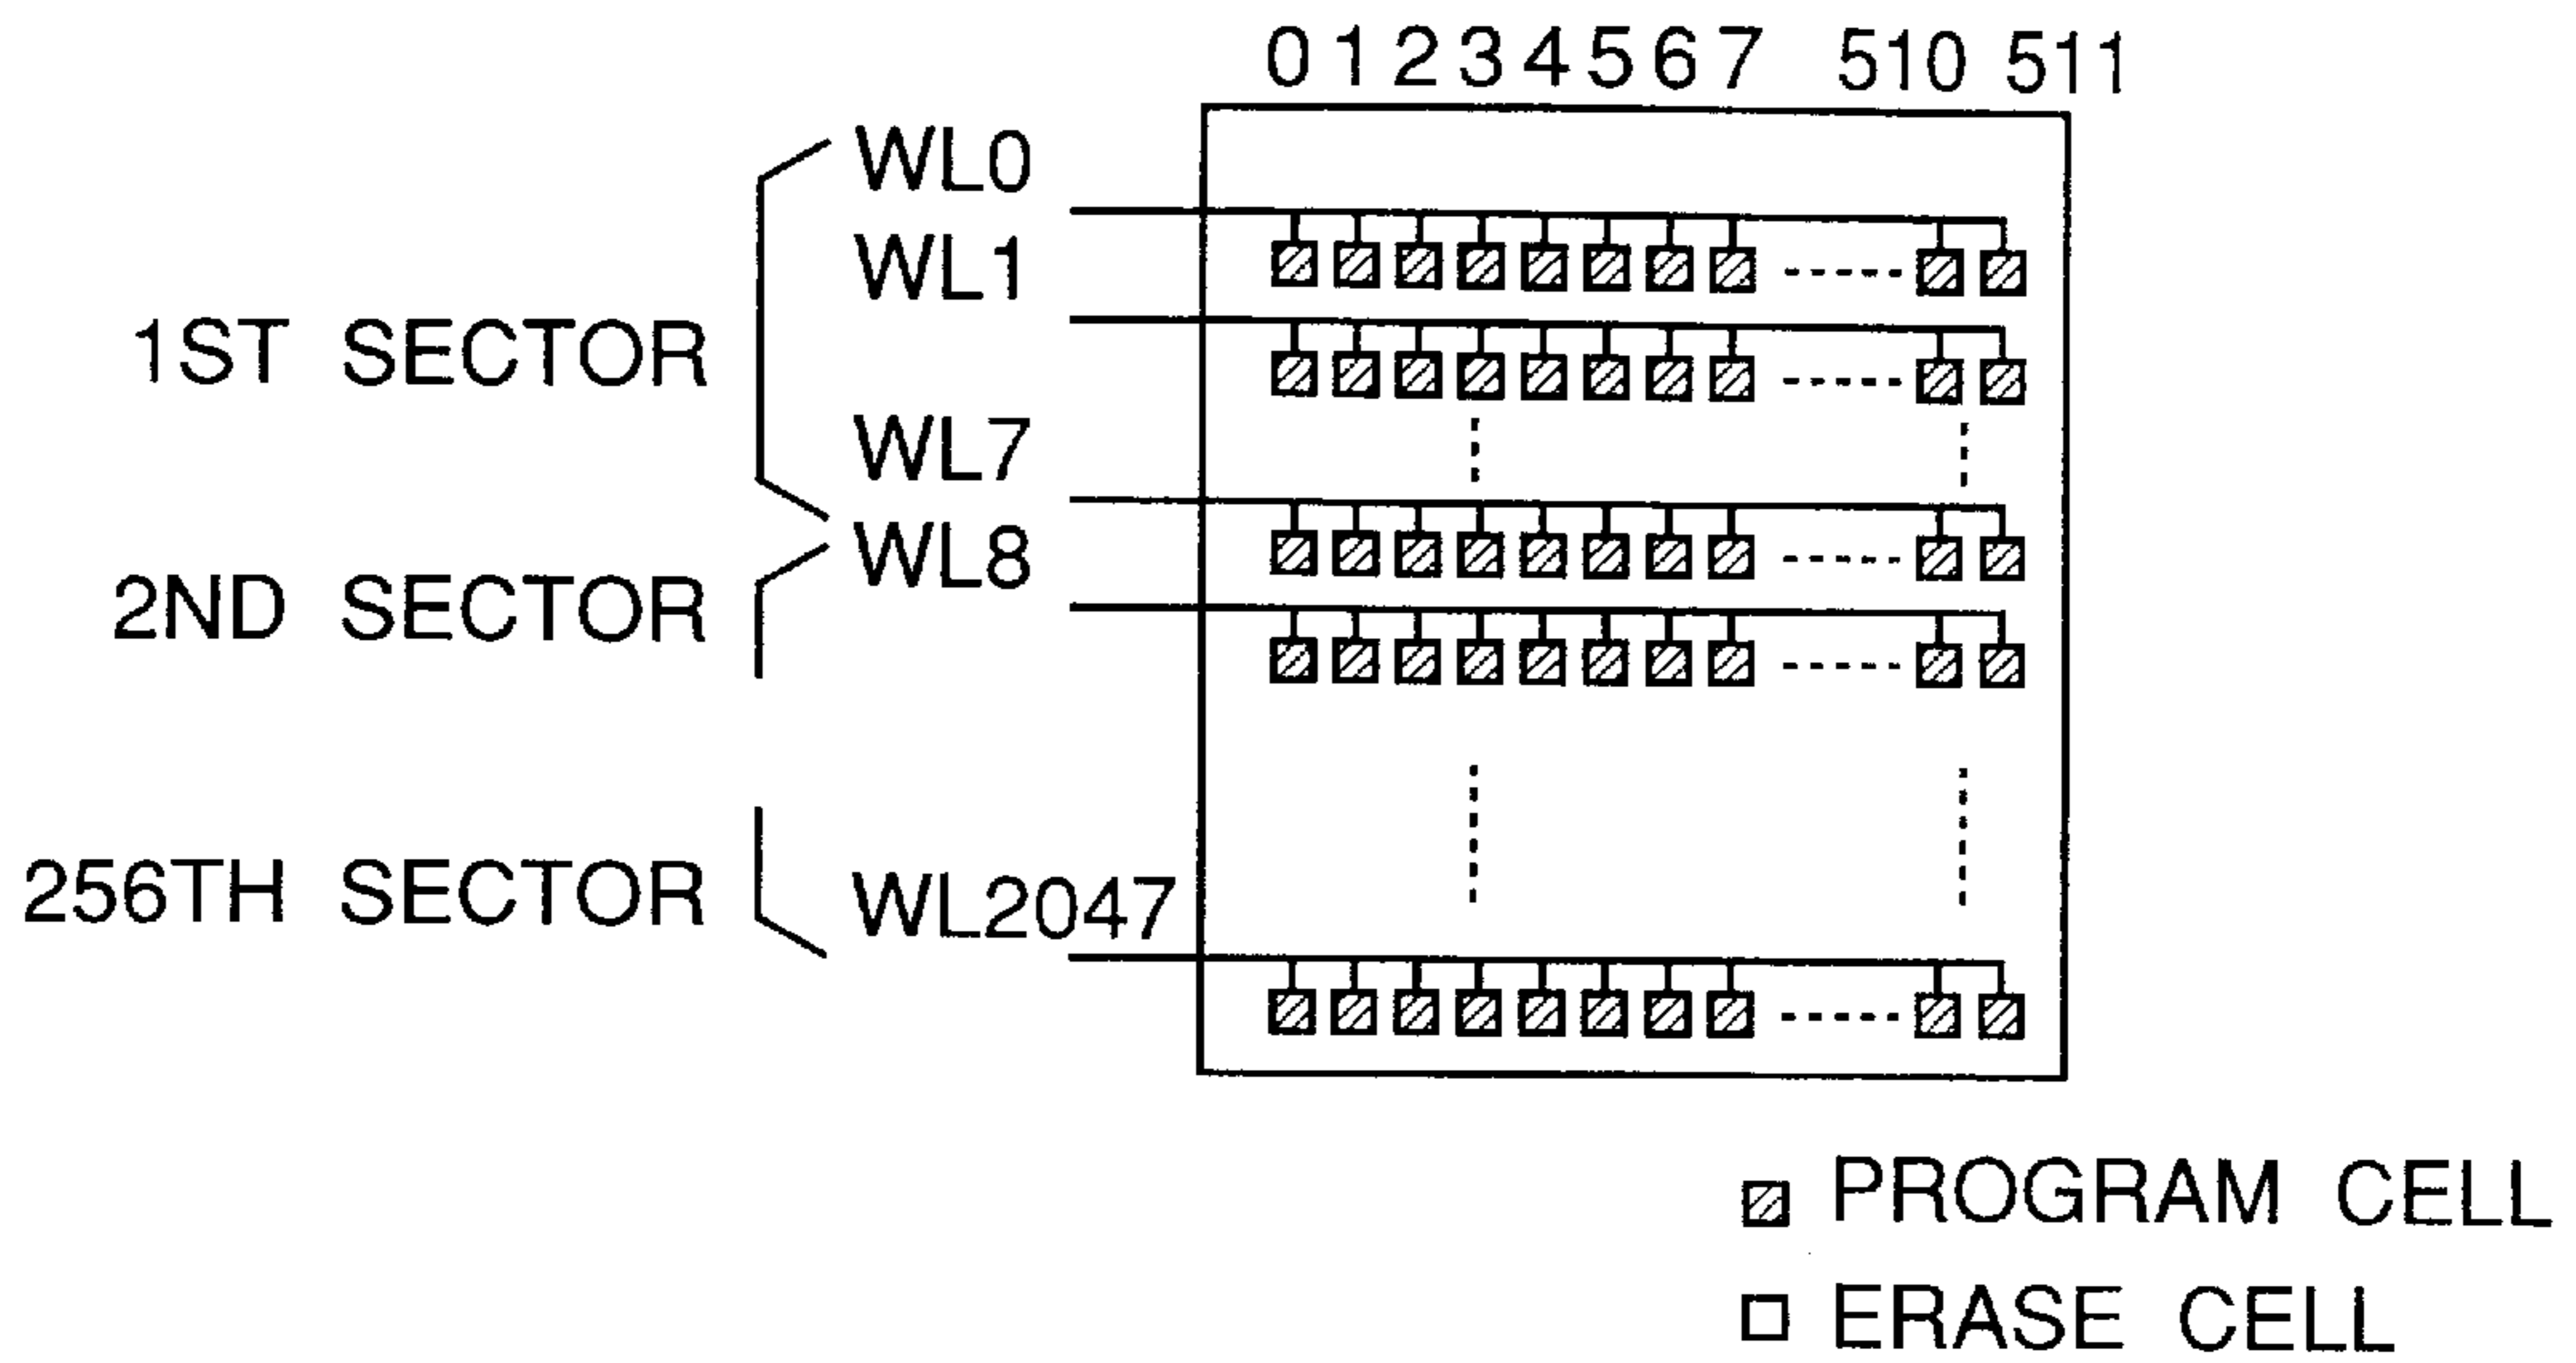 0 1 2 3 4 5 6 7 510 511
WL0
WL1
1ST SECTOR
WL7
WL8
2ND SECTOR
256TH SECTOR
WL2047
PROGRAM CELL
ERASE CELL